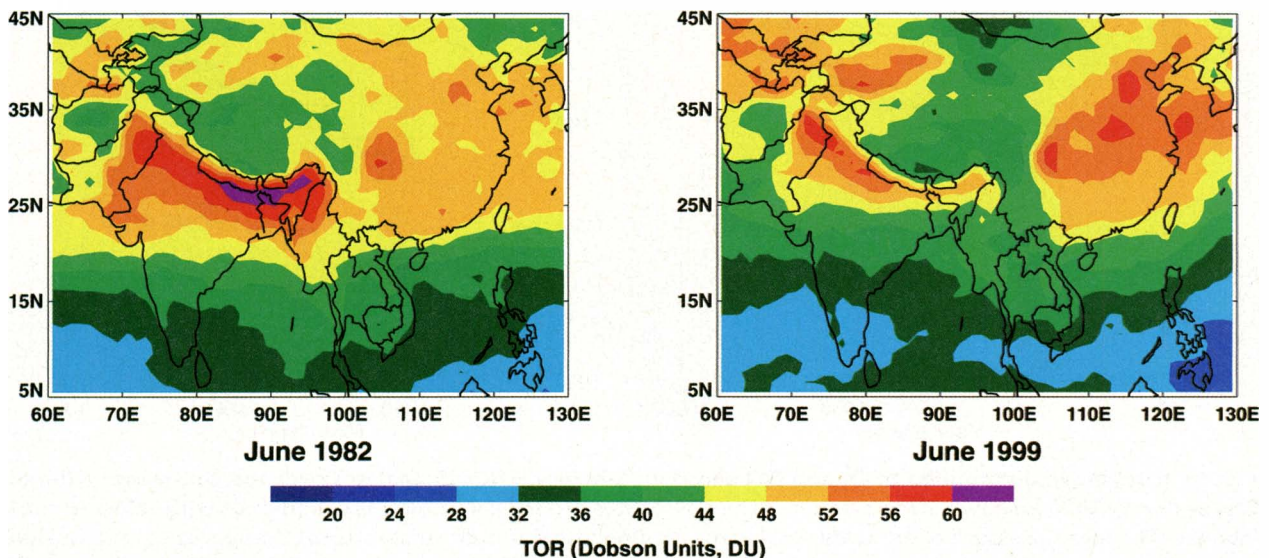 45N 45N
35N 35N
25N 25N
15N 15N
5N 5N
60E 70E 80E 90E 100E 110E 120E 130E 60E 70E 80E 90E 100E 110E 120E 130E
June 1982 June 1999
20 24 28 32 36 40 44 48 52 56 60
TOR (Dobson Units, DU)